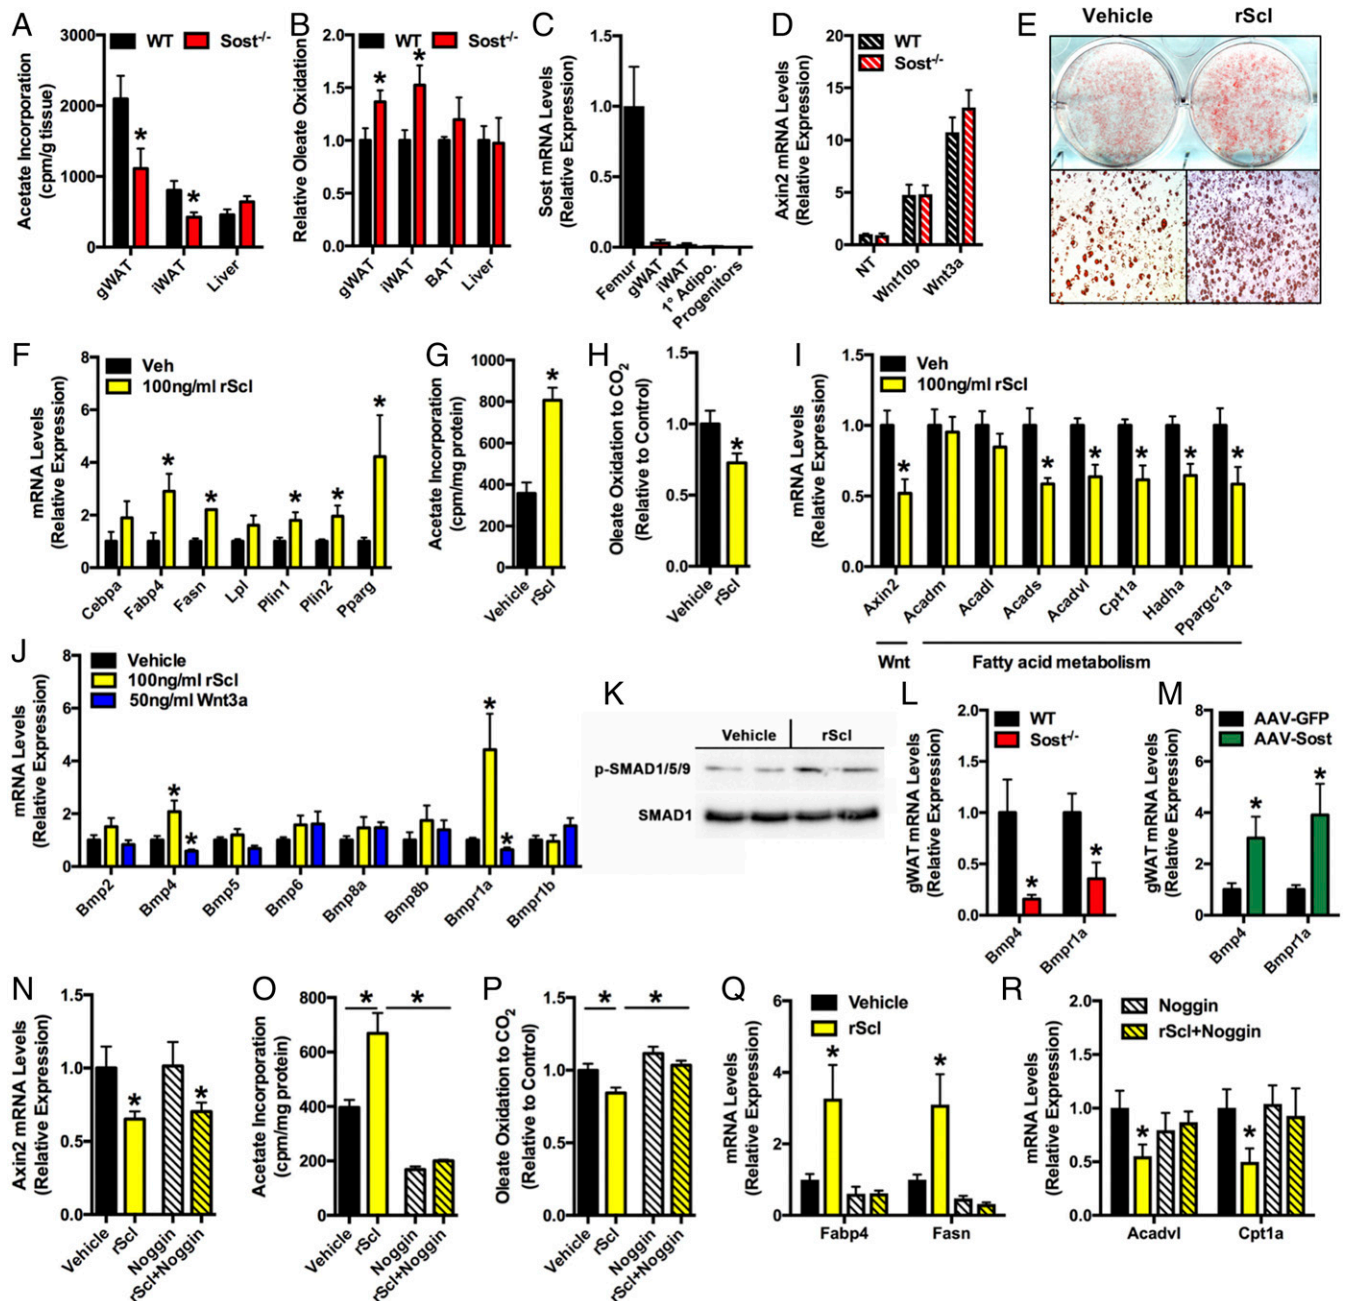 A
Acetate Incorporation
(cpm/g tissue)
3000
2000
1000
0
WT
Sost-/-
*
*
gWAT
iWAT
Liver
B
Relative Oleate Oxidation
2.0
1.5
1.0
0.5
0.0
WT
Sost-/-
*
*
gWAT
iWAT
BAT
Liver
C
Sost mRNA Levels
(Relative Expression)
1.5
1.0
0.5
0.0
Femur
gWAT
iWAT
1° Adipo.
Progenitors
D
Axin2 mRNA Levels
(Relative Expression)
20
15
10
5
0
WT
Sost-/-
NT
Wnt10b
Wnt3a
E
Vehicle
rScl
F
mRNA Levels
(Relative Expression)
8
6
4
2
0
Veh
100ng/ml rScl
*
*
*
*
*
Cebpa
Fabp4
Fasn
Lpl
Plin1
Plin2
Pparg
G
Acetate Incorporation
(cpm/mg protein)
1000
800
600
400
200
0
*
Vehicle
rScl
H
Oleate Oxidation to CO2
(Relative to Control)
1.5
1.0
0.5
0.0
*
Vehicle
rScl
I
mRNA Levels
(Relative Expression)
1.5
1.0
0.5
0.0
Veh
100ng/ml rScl
*
*
*
*
*
*
Axin2
Acadm
Acadl
Acads
Acadvl
Cpt1a
Hadha
Ppargc1a
Wnt
Fatty acid metabolism
J
mRNA Levels
(Relative Expression)
8
6
4
2
0
Vehicle
100ng/ml rScl
50ng/ml Wnt3a
*
*
*
*
Bmp2
Bmp4
Bmp5
Bmp6
Bmp8a
Bmp8b
Bmpr1a
Bmpr1b
K
Vehicle
rScl
p-SMAD1/5/9
SMAD1
L
gWAT mRNA Levels
(Relative Expression)
2.0
1.5
1.0
0.5
0.0
WT
Sost-/-
*
*
Bmp4
Bmpr1a
M
gWAT mRNA Levels
(Relative Expression)
8
6
4
2
0
AAV-GFP
AAV-Sost
*
*
Bmp4
Bmpr1a
N
Axin2 mRNA Levels
(Relative Expression)
1.5
1.0
0.5
0.0
*
*
Vehicle
rScl
Noggin
rScl+Noggin
O
Acetate Incorporation
(cpm/mg protein)
800
600
400
200
0
*
*
Vehicle
rScl
Noggin
rScl+Noggin
P
Oleate Oxidation to CO2
(Relative to Control)
1.5
1.0
0.5
0.0
*
*
Vehicle
rScl
Noggin
rScl+Noggin
Q
mRNA Levels
(Relative Expression)
6
4
2
0
Vehicle
rScl
*
*
Fabp4
Fasn
R
mRNA Levels
(Relative Expression)
2.0
1.5
1.0
0.5
0.0
Noggin
rScl+Noggin
*
*
Acadvl
Cpt1a